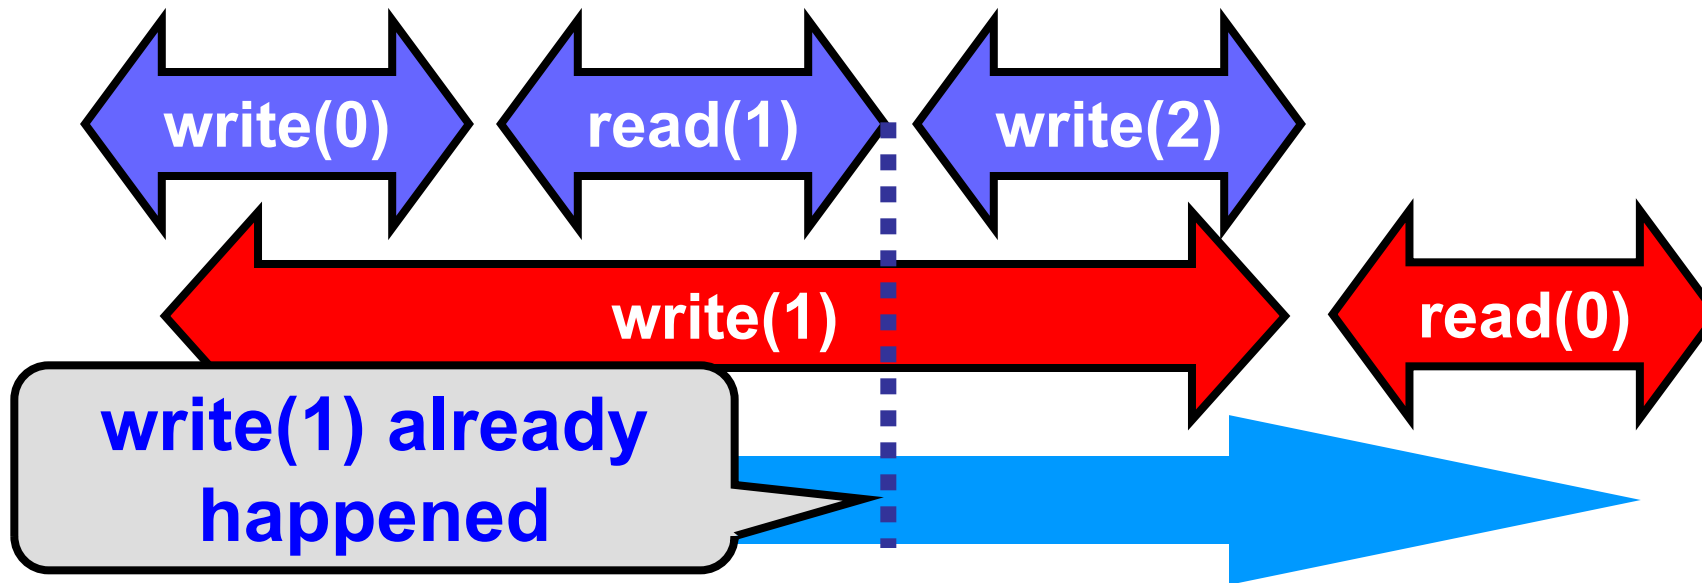 write(0) read(1) write(2)
write(1) read(0)
write(1) already
happened